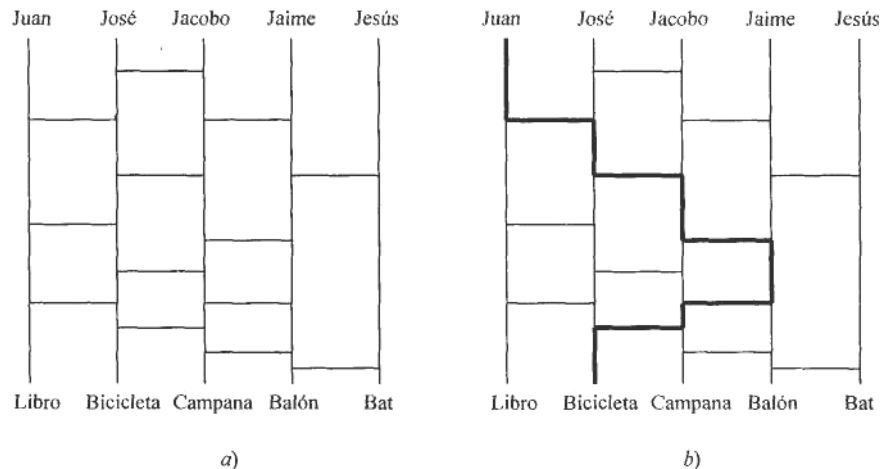 Juan José Jacobo Jaime Jesús Juan José Jacobo Jaime Jesús
Libro Bicicleta Campana Balón Bat Libro Bicicleta Campana Balón Bat
a) b)